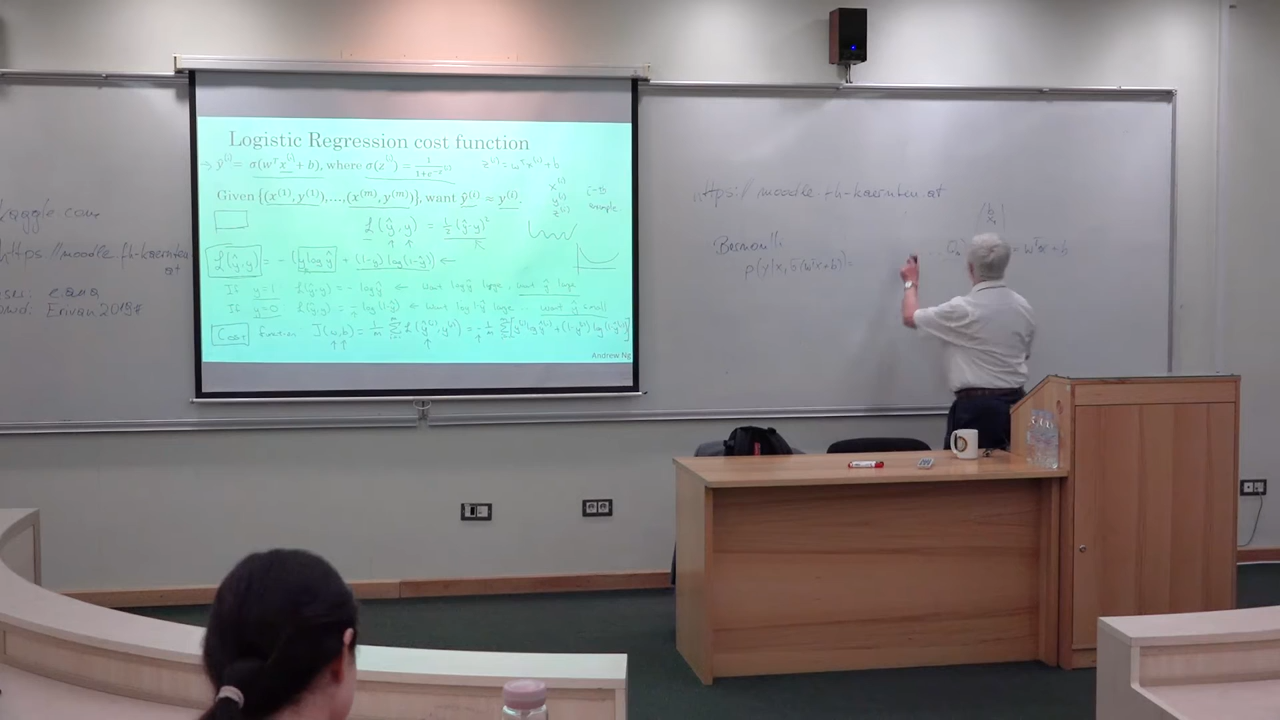 kaggle.com
https://moodle.fh-kaernten
at
user: eqnq
Logistic Regression cost function
→ ŷ⁽ⁱ⁾ = σ(wᵀx⁽ⁱ⁾ + b), where σ(z⁽ⁱ⁾) = 1/(1+e^(-z⁽ⁱ⁾)) z⁽ⁱ⁾ = wᵀx⁽ⁱ⁾ + b
Given {(x⁽¹⁾, y⁽¹⁾),…,(x⁽ᵐ⁾, y⁽ᵐ⁾)}, want ŷ⁽ⁱ⁾ ≈ y⁽ⁱ⁾.
x⁽ⁱ⁾
y⁽ⁱ⁾
z⁽ⁱ⁾
i-th
example.
L(ŷ, y) = ½(ŷ-y)²
L(ŷ, y) = -(y log ŷ + (1-y) log(1-ŷ)) ←
If y=1: L(ŷ, y) = -log ŷ ← want log ŷ large, want ŷ large
If y=0: L(ŷ, y) = -log(1-ŷ) ← want log 1-ŷ large … want ŷ small
Cost function: J(w,b) = 1/m Σ L(ŷ⁽ⁱ⁾, y⁽ⁱ⁾) = -1/m Σ [y⁽ⁱ⁾ log ŷ⁽ⁱ⁾ + (1-y⁽ⁱ⁾) log(1-ŷ⁽ⁱ⁾)]
Andrew Ng
https://moodle.fh-kaernten.at
Bernoulli
p(y|x, σ(wᵀx+b)) =
wᵀx + b